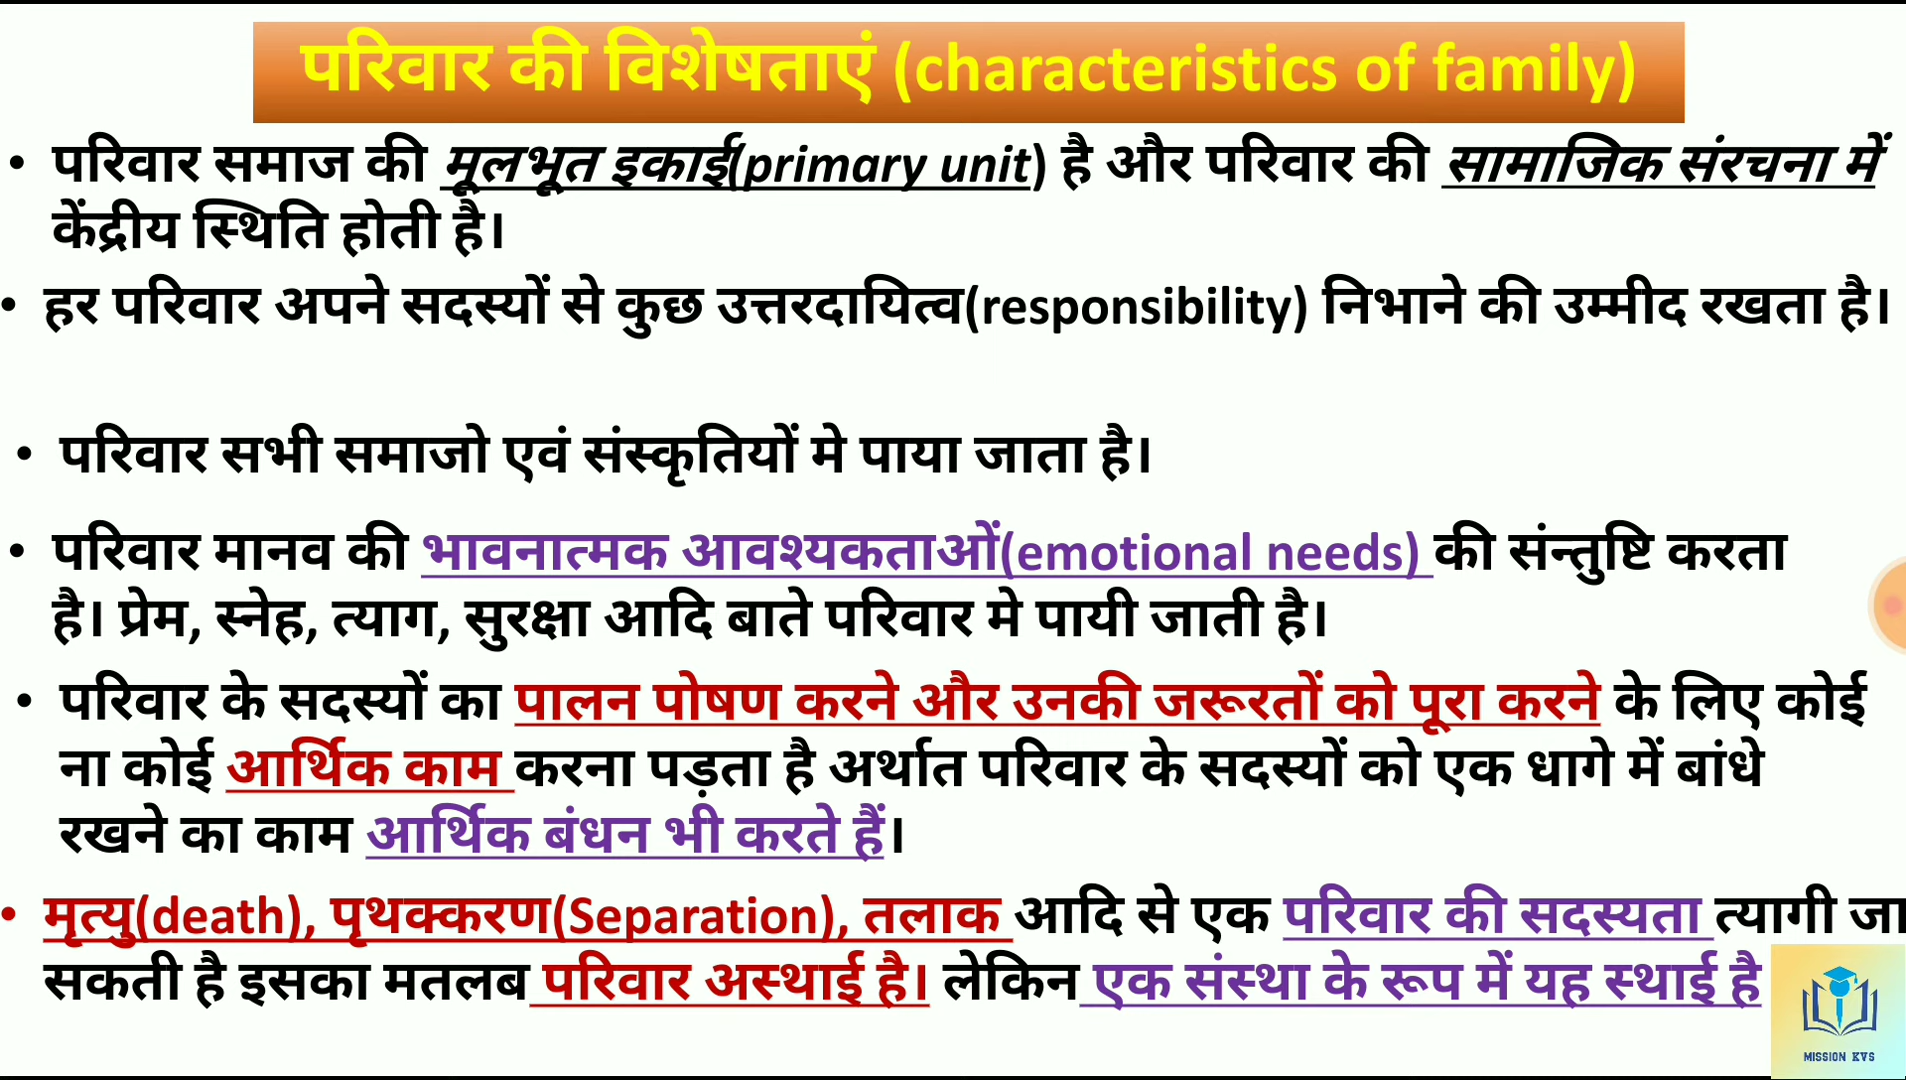 परिवार की विशेषताएं (characteristics of family)
• परिवार समाज की मूलभूत इकाई(primary unit) है और परिवार की सामाजिक संरचना में
केंद्रीय स्थिति होती है।
• हर परिवार अपने सदस्यों से कुछ उत्तरदायित्व(responsibility) निभाने की उम्मीद रखता है।
• परिवार सभी समाजो एवं संस्कृतियों मे पाया जाता है।
• परिवार मानव की भावनात्मक आवश्यकताओं(emotional needs) की संन्तुष्टि करता
है। प्रेम, स्नेह, त्याग, सुरक्षा आदि बाते परिवार मे पायी जाती है।
• परिवार के सदस्यों का पालन पोषण करने और उनकी जरूरतों को पूरा करने के लिए कोई
ना कोई आर्थिक काम करना पड़ता है अर्थात परिवार के सदस्यों को एक धागे में बांधे
रखने का काम आर्थिक बंधन भी करते हैं।
• मृत्यु(death), पृथक्करण(Separation), तलाक आदि से एक परिवार की सदस्यता त्यागी जा
सकती है इसका मतलब परिवार अस्थाई है। लेकिन एक संस्था के रूप में यह स्थाई है
MISSION KVS